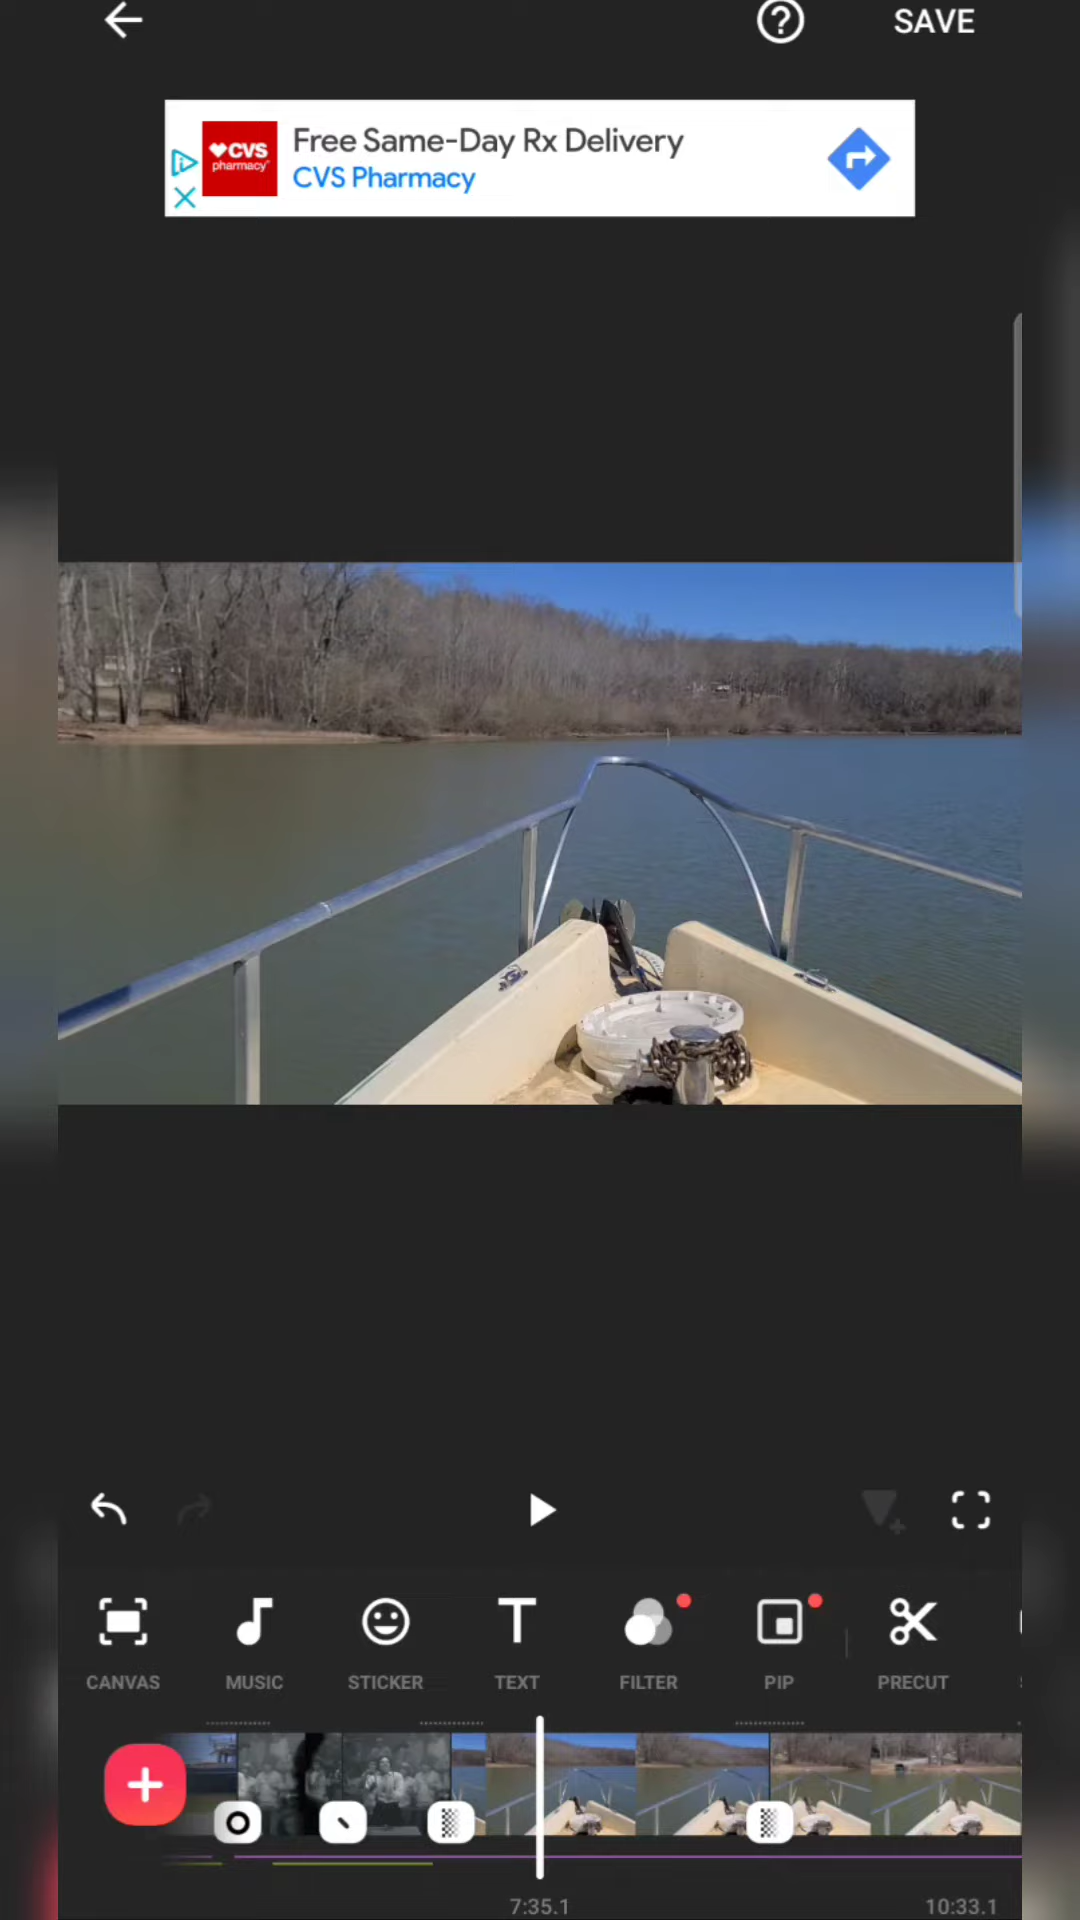 SAVE
Free Same-Day Rx Delivery
CVS pharmacy
CVS Pharmacy
CANVAS MUSIC STICKER TEXT FILTER PIP PRECUT
7:35.1 10:33.1